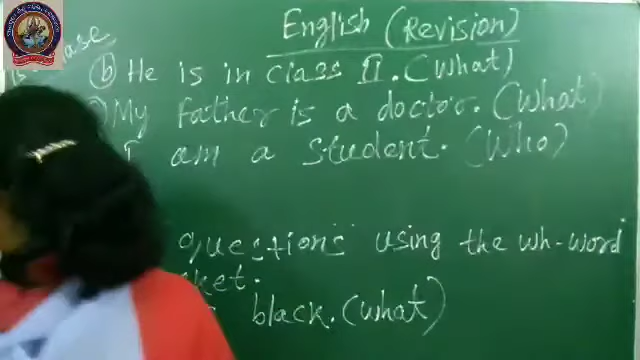 English (Revision)
(b) He is in class II. (What)
My father is a doctor. (What)
I am a student. (Who)
questions using the wh-word
black. (what)